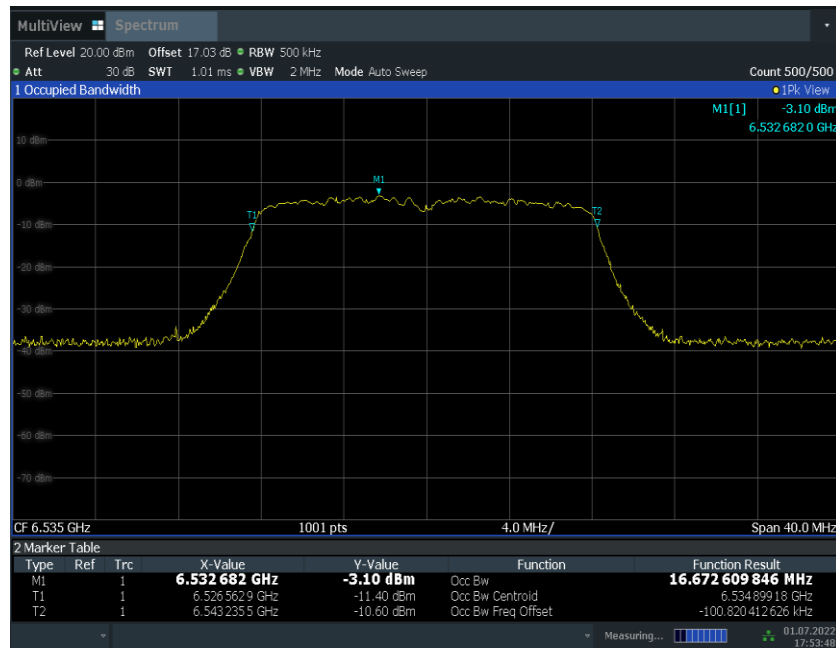 MultiView Spectrum
Ref Level 20.00 dBm Offset 17.03 dB RBW 500 kHz
Att 30 dB SWT 1.01 ms VBW 2 MHz Mode Auto Sweep Count 500/500
1 Occupied Bandwidth 1Pk View
M1[1] -3.10 dBm
6.532 682 0 GHz
10 dBm
0 dBm
M1
T1
T2
-10 dBm
-20 dBm
-30 dBm
-40 dBm
-50 dBm
-60 dBm
-70 dBm
CF 6.535 GHz 1001 pts 4.0 MHz/ Span 40.0 MHz
2 Marker Table
Type Ref Trc X-Value Y-Value Function Function Result
M1 1 6.532 682 GHz -3.10 dBm Occ Bw 16.672 609 846 MHz
T1 1 6.526 562 9 GHz -11.40 dBm Occ Bw Centroid 6.534 899 18 GHz
T2 1 6.543 235 5 GHz -10.60 dBm Occ Bw Freq Offset -100.820 412 626 kHz
Measuring... 01.07.2022
17:53:48